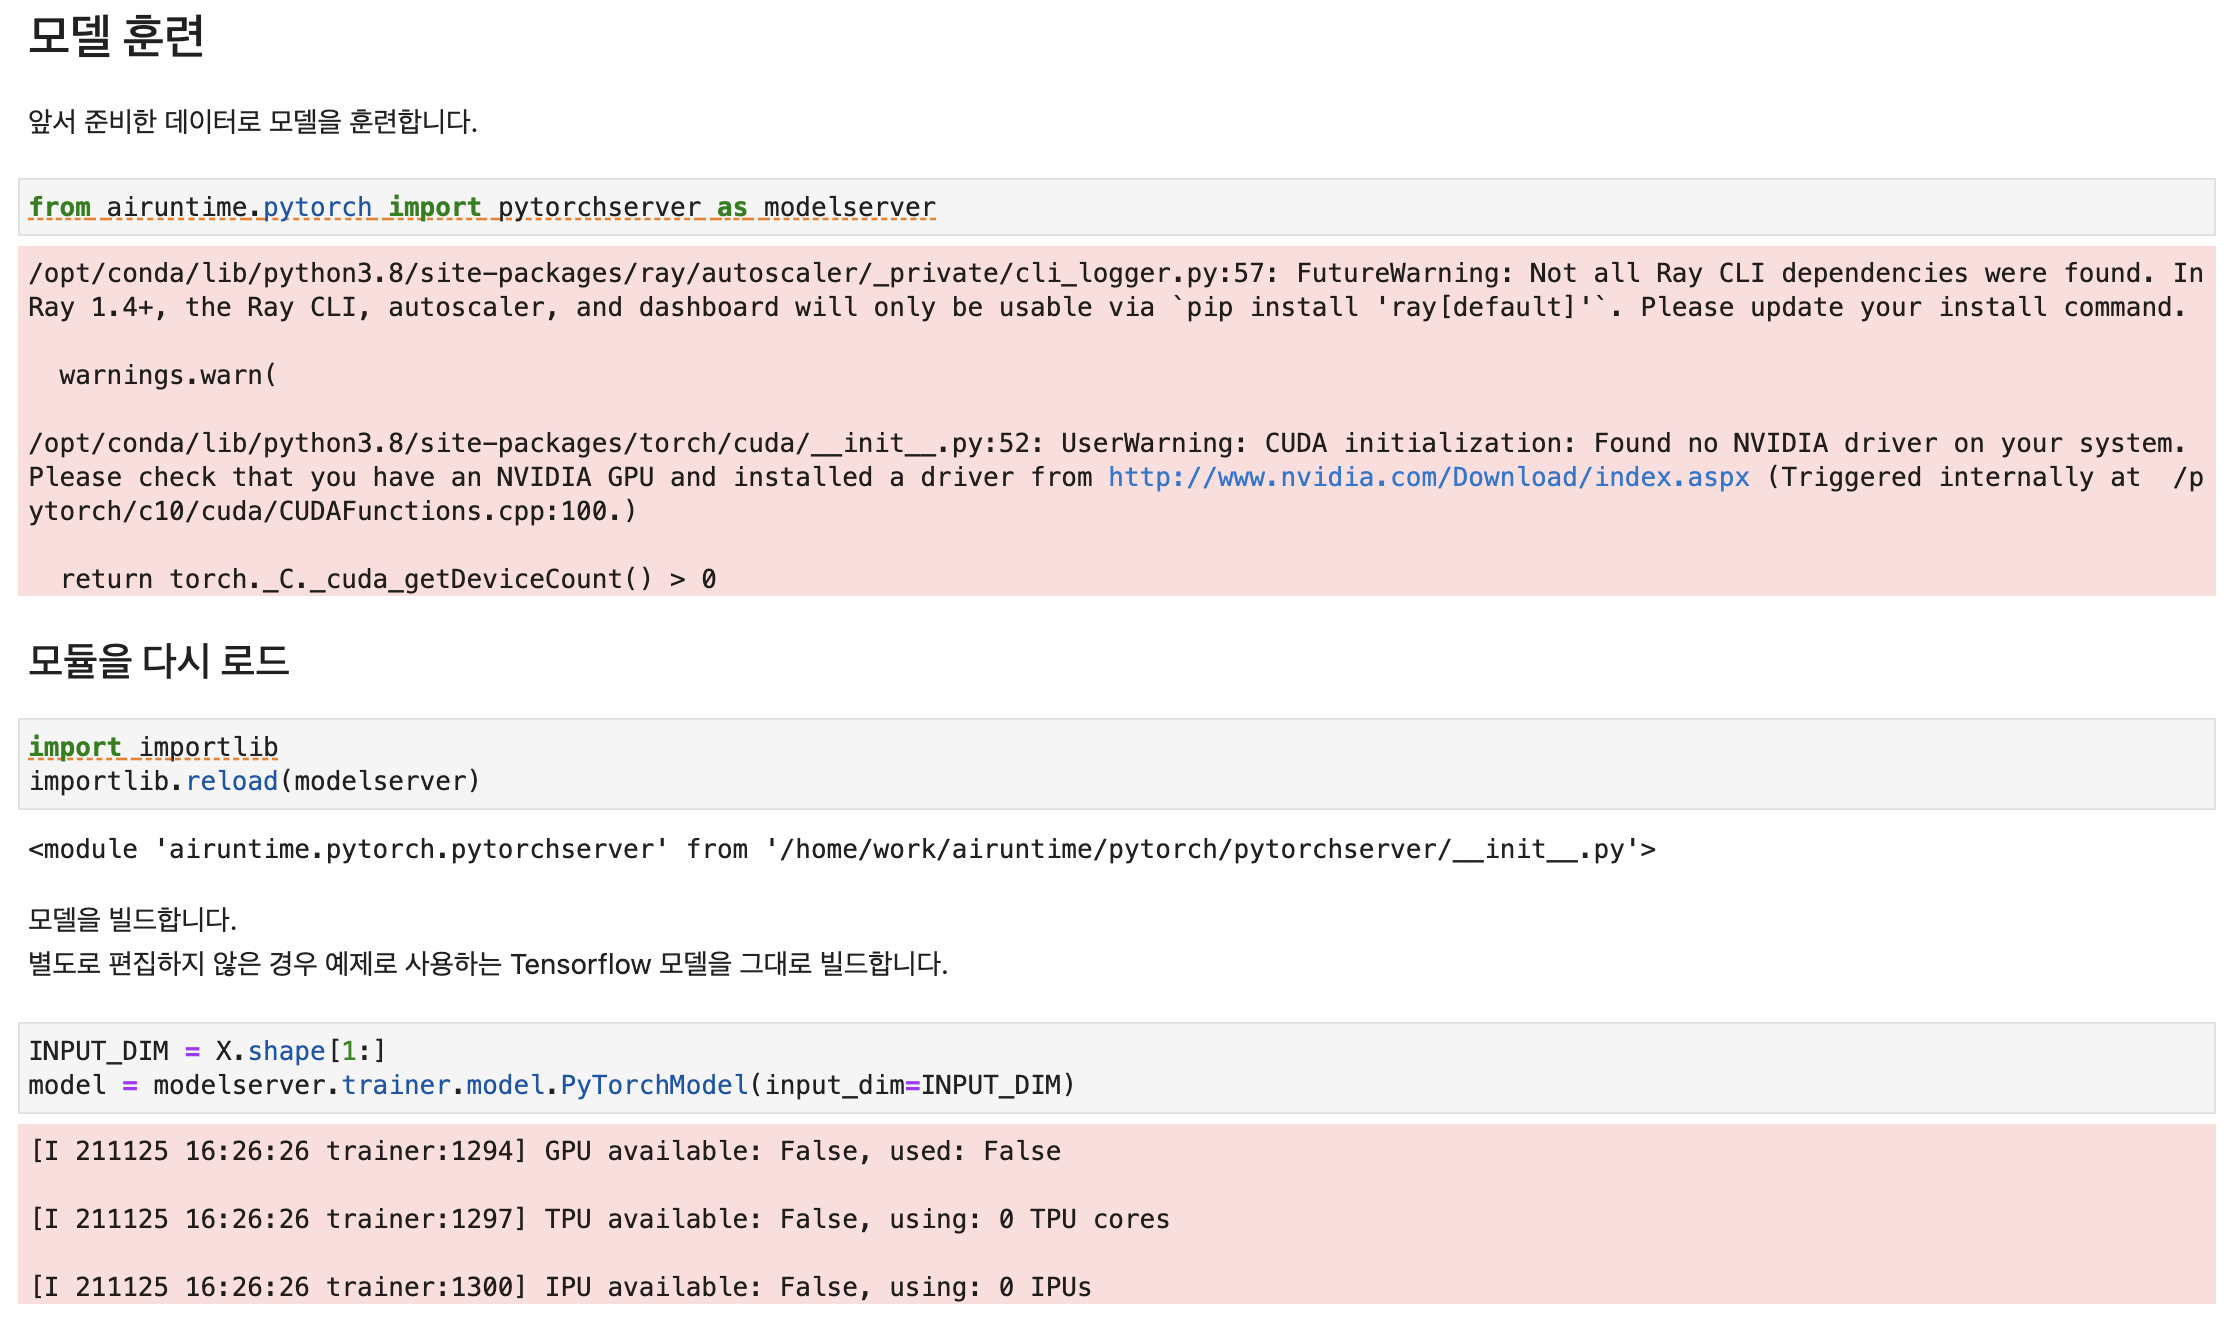 모델 훈련
앞서 준비한 데이터로 모델을 훈련합니다.
from airuntime.pytorch import pytorchserver as modelserver
/opt/conda/lib/python3.8/site-packages/ray/autoscaler/_private/cli_logger.py:57: FutureWarning: Not all Ray CLI dependencies were found. In
Ray 1.4+, the Ray CLI, autoscaler, and dashboard will only be usable via `pip install 'ray[default]'`. Please update your install command.
  warnings.warn(
/opt/conda/lib/python3.8/site-packages/torch/cuda/__init__.py:52: UserWarning: CUDA initialization: Found no NVIDIA driver on your system.
Please check that you have an NVIDIA GPU and installed a driver from http://www.nvidia.com/Download/index.aspx (Triggered internally at  /p
ytorch/c10/cuda/CUDAFunctions.cpp:100.)
  return torch._C._cuda_getDeviceCount() > 0
모듈을 다시 로드
import importlib
importlib.reload(modelserver)
<module 'airuntime.pytorch.pytorchserver' from '/home/work/airuntime/pytorch/pytorchserver/__init__.py'>
모델을 빌드합니다.
별도로 편집하지 않은 경우 예제로 사용하는 Tensorflow 모델을 그대로 빌드합니다.
INPUT_DIM = X.shape[1:]
model = modelserver.trainer.model.PyTorchModel(input_dim=INPUT_DIM)
[I 211125 16:26:26 trainer:1294] GPU available: False, used: False
[I 211125 16:26:26 trainer:1297] TPU available: False, using: 0 TPU cores
[I 211125 16:26:26 trainer:1300] IPU available: False, using: 0 IPUs